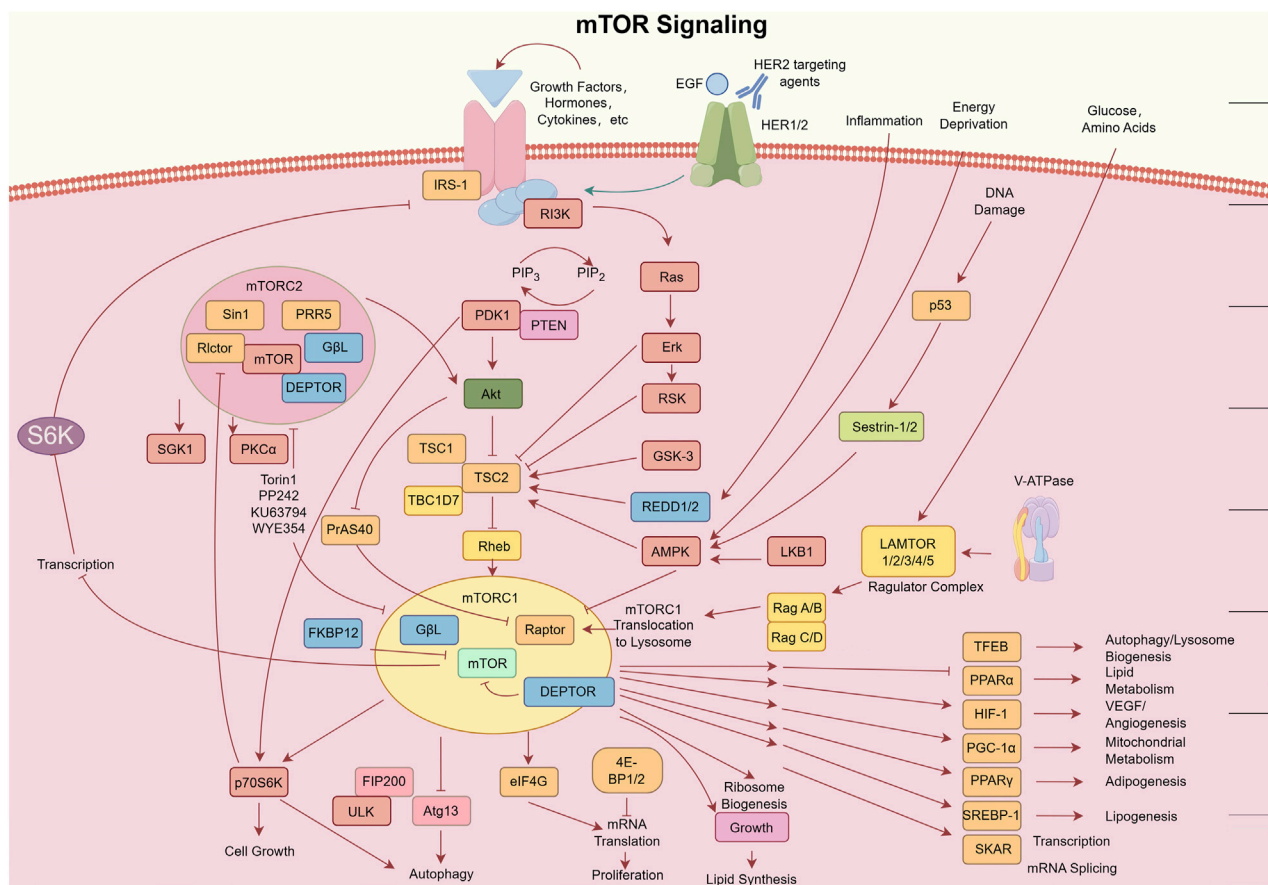 mTOR Signaling
Growth Factors,
Hormones,
Cytokines, etc
EGF
HER2 targeting
agents
HER1/2
Inflammation
Energy
Deprivation
Glucose,
Amino Acids
IRS-1
RI3K
DNA
Damage
PIP3
PIP2
Ras
mTORC2
Sin1
PRR5
Rlctor
mTOR
GβL
DEPTOR
PDK1
PTEN
p53
Erk
Akt
RSK
S6K
SGK1
PKCα
Sestrin-1/2
TSC1
TSC2
TBC1D7
GSK-3
Torin1
PP242
KU63794
WYE354
REDD1/2
V-ATPase
PrAS40
Rheb
AMPK
LKB1
LAMTOR
1/2/3/4/5
Ragulator Complex
Transcription
mTORC1
FKBP12
GβL
Raptor
mTOR
DEPTOR
mTORC1
Translocation
to Lysosome
Rag A/B
Rag C/D
TFEB
Autophagy/Lysosome
Biogenesis
PPARα
Lipid
Metabolism
HIF-1
VEGF/
Angiogenesis
PGC-1α
Mitochondrial
Metabolism
PPARγ
Adipogenesis
SREBP-1
Lipogenesis
SKAR
Transcription
mRNA Splicing
p70S6K
FIP200
ULK
Atg13
eIF4G
4E-
BP1/2
Ribosome
Biogenesis
Growth
mRNA
Translation
Cell Growth
Autophagy
Proliferation
Lipid Synthesis